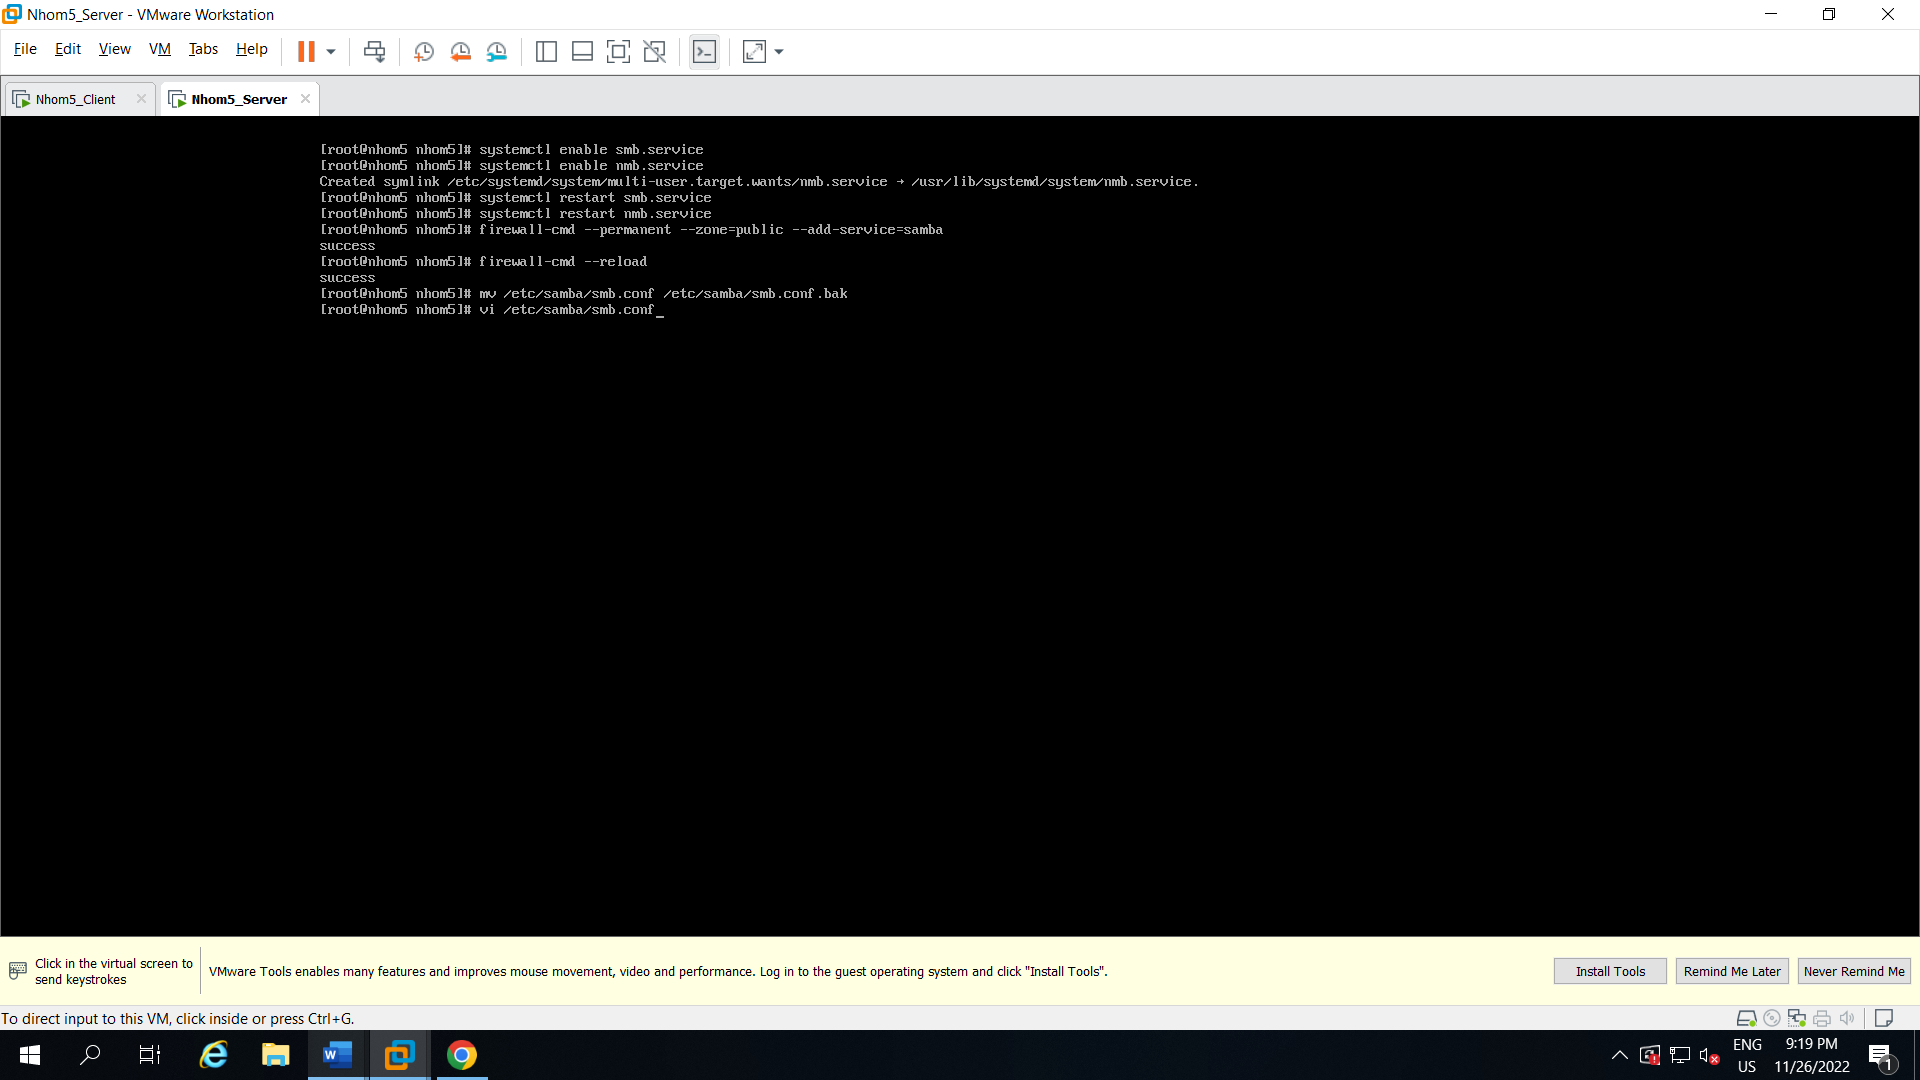 Nhom5_Server - VMware Workstation
File Edit View VM Tabs Help
Nhom5_Client
Nhom5_Server
[root@nhom5 nhom5]# systemctl enable smb.service
[root@nhom5 nhom5]# systemctl enable nmb.service
Created symlink /etc/systemd/system/multi-user.target.wants/nmb.service → /usr/lib/systemd/system/nmb.service.
[root@nhom5 nhom5]# systemctl restart smb.service
[root@nhom5 nhom5]# systemctl restart nmb.service
[root@nhom5 nhom5]# firewall-cmd --permanent --zone=public --add-service=samba
success
[root@nhom5 nhom5]# firewall-cmd --reload
success
[root@nhom5 nhom5]# mv /etc/samba/smb.conf /etc/samba/smb.conf.bak
[root@nhom5 nhom5]# vi /etc/samba/smb.conf_
Click in the virtual screen to
send keystrokes
VMware Tools enables many features and improves mouse movement, video and performance. Log in to the guest operating system and click "Install Tools".
Install Tools
Remind Me Later
Never Remind Me
To direct input to this VM, click inside or press Ctrl+G.
ENG
US
9:19 PM
11/26/2022
1